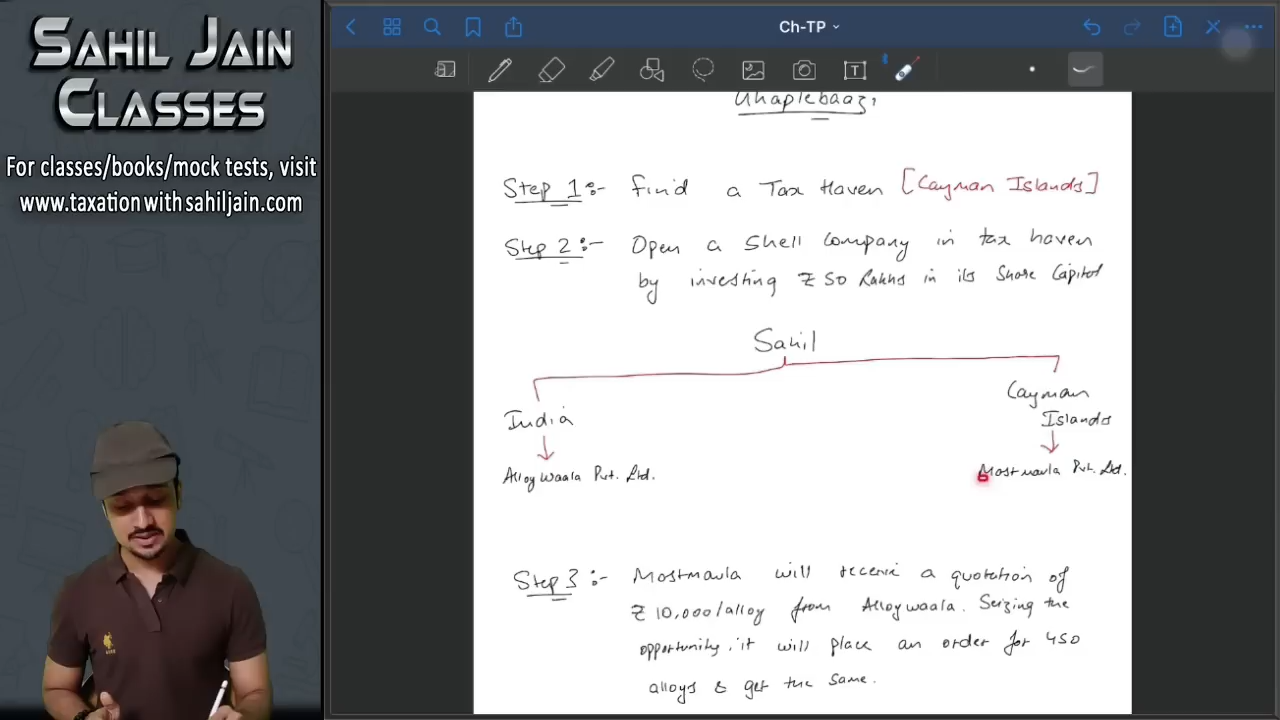 SAHIL JAIN
CLASSES
For classes/books/mock tests, visit
www.taxationwithsahiljain.com
Ch-TP
Ghaplebaazi
Step 1:- Find a Tax Haven [Cayman Islands]
Step 2:- Open a Shell Company in tax haven
by investing ₹ 50 Lakhs in its Share Capital
Sahil
India
Cayman
Islands
Alloywaala Pvt. Ltd.
Mastmaula Pvt. Ltd.
Step 3:- Mastmaula will receive a quotation of
₹ 10,000/alloy from Alloywaala. Seizing the
opportunity, it will place an order for 450
alloys & get the same.